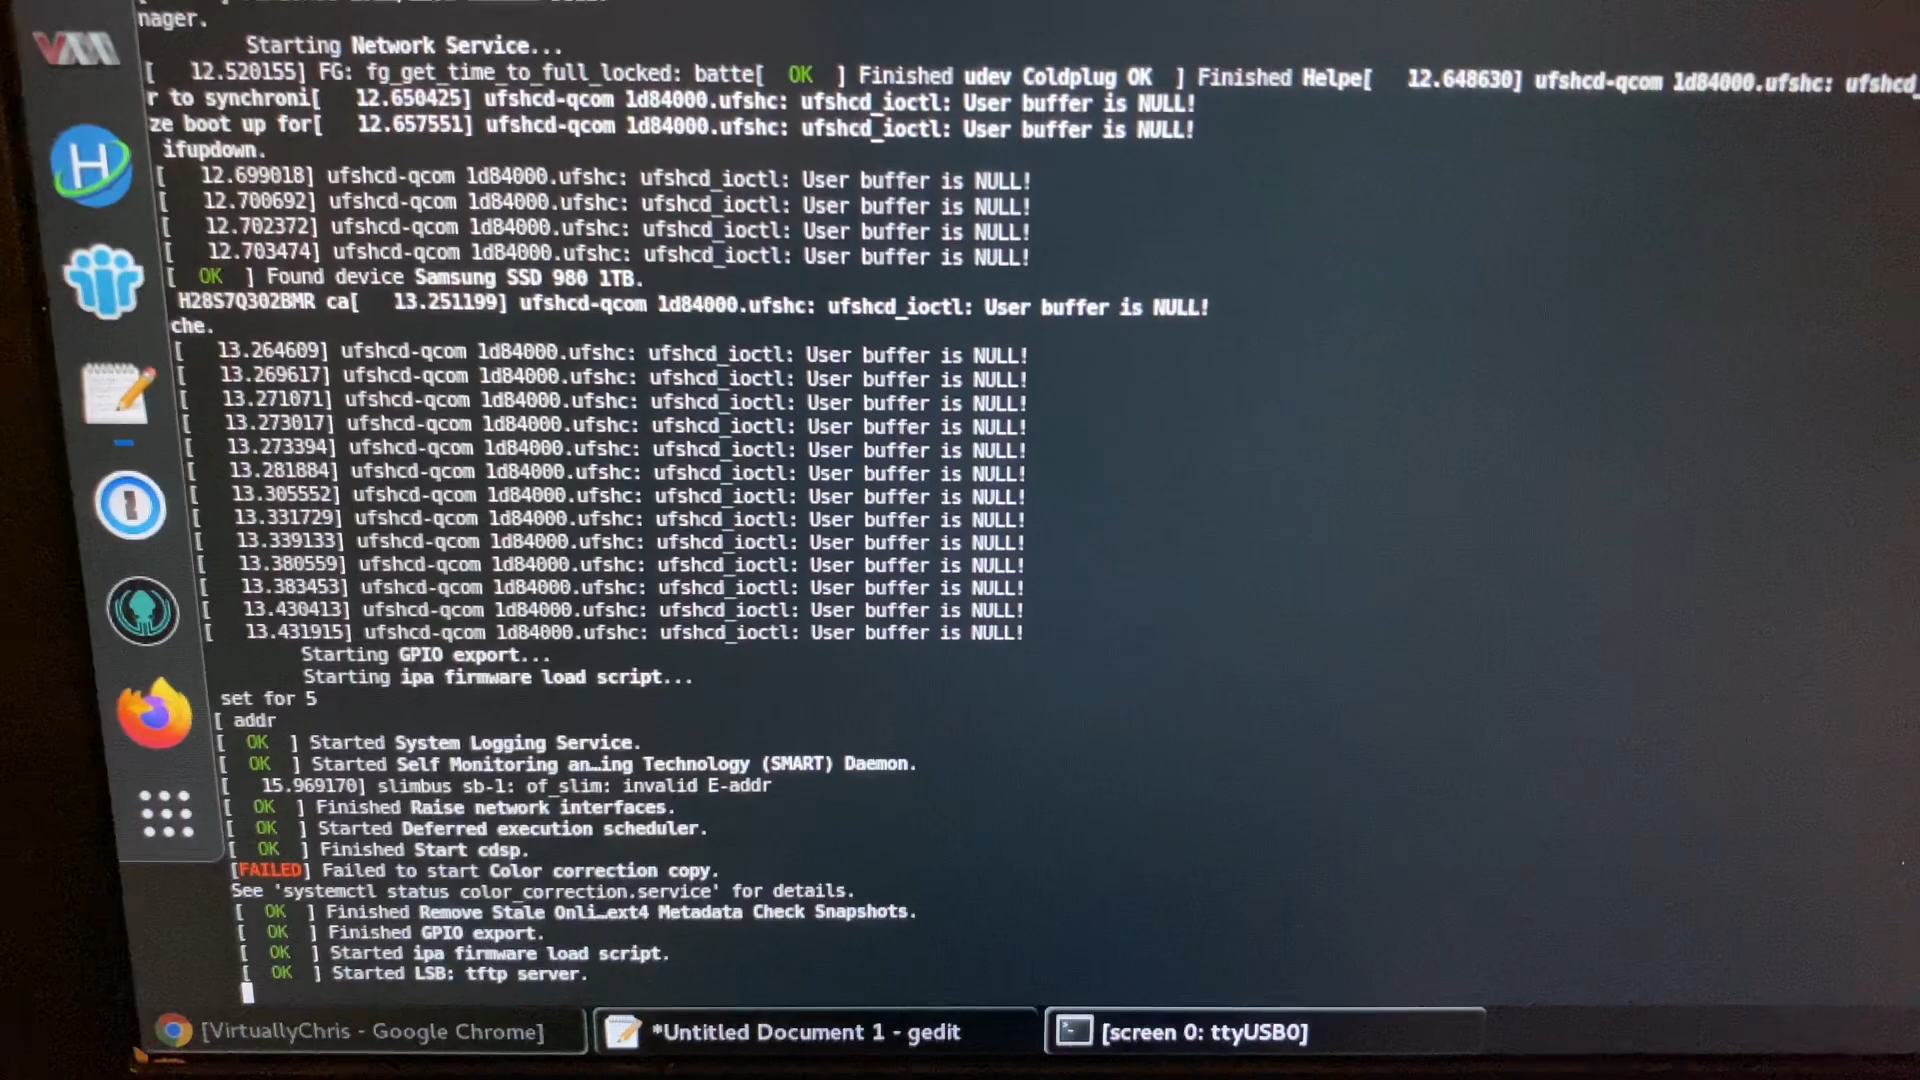 nager.
Starting Network Service...
[   12.520155] FG: fg_get_time_to_full_locked: batte[  OK  ] Finished udev Coldplug OK  ] Finished Helpe[   12.648630] ufshcd-qcom 1d84000.ufshc: ufshcd_
r to synchroni[   12.650425] ufshcd-qcom 1d84000.ufshc: ufshcd_ioctl: User buffer is NULL!
ze boot up for[   12.657551] ufshcd-qcom 1d84000.ufshc: ufshcd_ioctl: User buffer is NULL!
ifupdown.
[   12.699018] ufshcd-qcom 1d84000.ufshc: ufshcd_ioctl: User buffer is NULL!
[   12.700692] ufshcd-qcom 1d84000.ufshc: ufshcd_ioctl: User buffer is NULL!
[   12.702372] ufshcd-qcom 1d84000.ufshc: ufshcd_ioctl: User buffer is NULL!
[   12.703474] ufshcd-qcom 1d84000.ufshc: ufshcd_ioctl: User buffer is NULL!
[  OK  ] Found device Samsung SSD 980 1TB.
H28S7Q302BMR ca[   13.251199] ufshcd-qcom 1d84000.ufshc: ufshcd_ioctl: User buffer is NULL!
che.
[   13.264609] ufshcd-qcom 1d84000.ufshc: ufshcd_ioctl: User buffer is NULL!
[   13.269617] ufshcd-qcom 1d84000.ufshc: ufshcd_ioctl: User buffer is NULL!
[   13.271071] ufshcd-qcom 1d84000.ufshc: ufshcd_ioctl: User buffer is NULL!
[   13.273017] ufshcd-qcom 1d84000.ufshc: ufshcd_ioctl: User buffer is NULL!
[   13.273394] ufshcd-qcom 1d84000.ufshc: ufshcd_ioctl: User buffer is NULL!
[   13.281884] ufshcd-qcom 1d84000.ufshc: ufshcd_ioctl: User buffer is NULL!
[   13.305552] ufshcd-qcom 1d84000.ufshc: ufshcd_ioctl: User buffer is NULL!
[   13.331729] ufshcd-qcom 1d84000.ufshc: ufshcd_ioctl: User buffer is NULL!
[   13.339133] ufshcd-qcom 1d84000.ufshc: ufshcd_ioctl: User buffer is NULL!
[   13.380559] ufshcd-qcom 1d84000.ufshc: ufshcd_ioctl: User buffer is NULL!
[   13.383453] ufshcd-qcom 1d84000.ufshc: ufshcd_ioctl: User buffer is NULL!
[   13.430413] ufshcd-qcom 1d84000.ufshc: ufshcd_ioctl: User buffer is NULL!
[   13.431915] ufshcd-qcom 1d84000.ufshc: ufshcd_ioctl: User buffer is NULL!
Starting GPIO export...
Starting ipa firmware load script...
set for 5
[ addr
[  OK  ] Started System Logging Service.
[  OK  ] Started Self Monitoring an…ing Technology (SMART) Daemon.
[   15.969170] slimbus sb-1: of_slim: invalid E-addr
[  OK  ] Finished Raise network interfaces.
[  OK  ] Started Deferred execution scheduler.
[  OK  ] Finished Start cdsp.
[FAILED] Failed to start Color correction copy.
See 'systemctl status color_correction.service' for details.
[  OK  ] Finished Remove Stale Onli…ext4 Metadata Check Snapshots.
[  OK  ] Finished GPIO export.
[  OK  ] Started ipa firmware load script.
[  OK  ] Started LSB: tftp server.
[VirtuallyChris - Google Chrome]
*Untitled Document 1 - gedit
[screen 0: ttyUSB0]